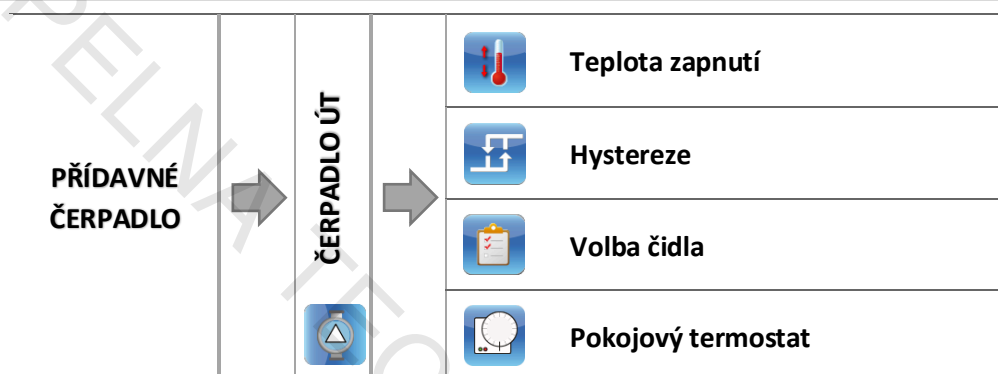 PŘÍDAVNÉ
ČERPADLO
ČERPADLO ÚT
Teplota zapnutí
Hystereze
Volba čidla
Pokojový termostat